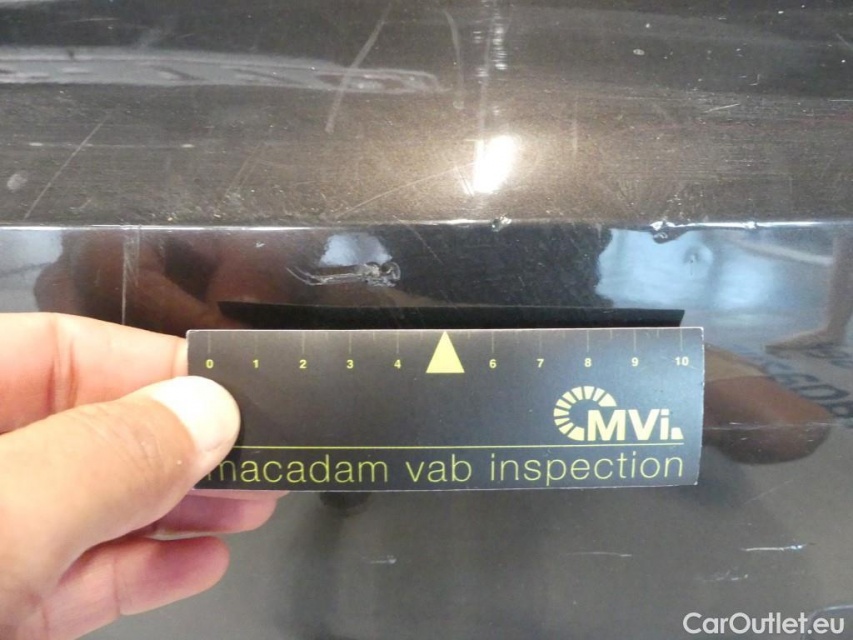 0 1 2 3 4 6 7 8 9 10
MVi.
macadam vab inspection
CarOutlet.eu